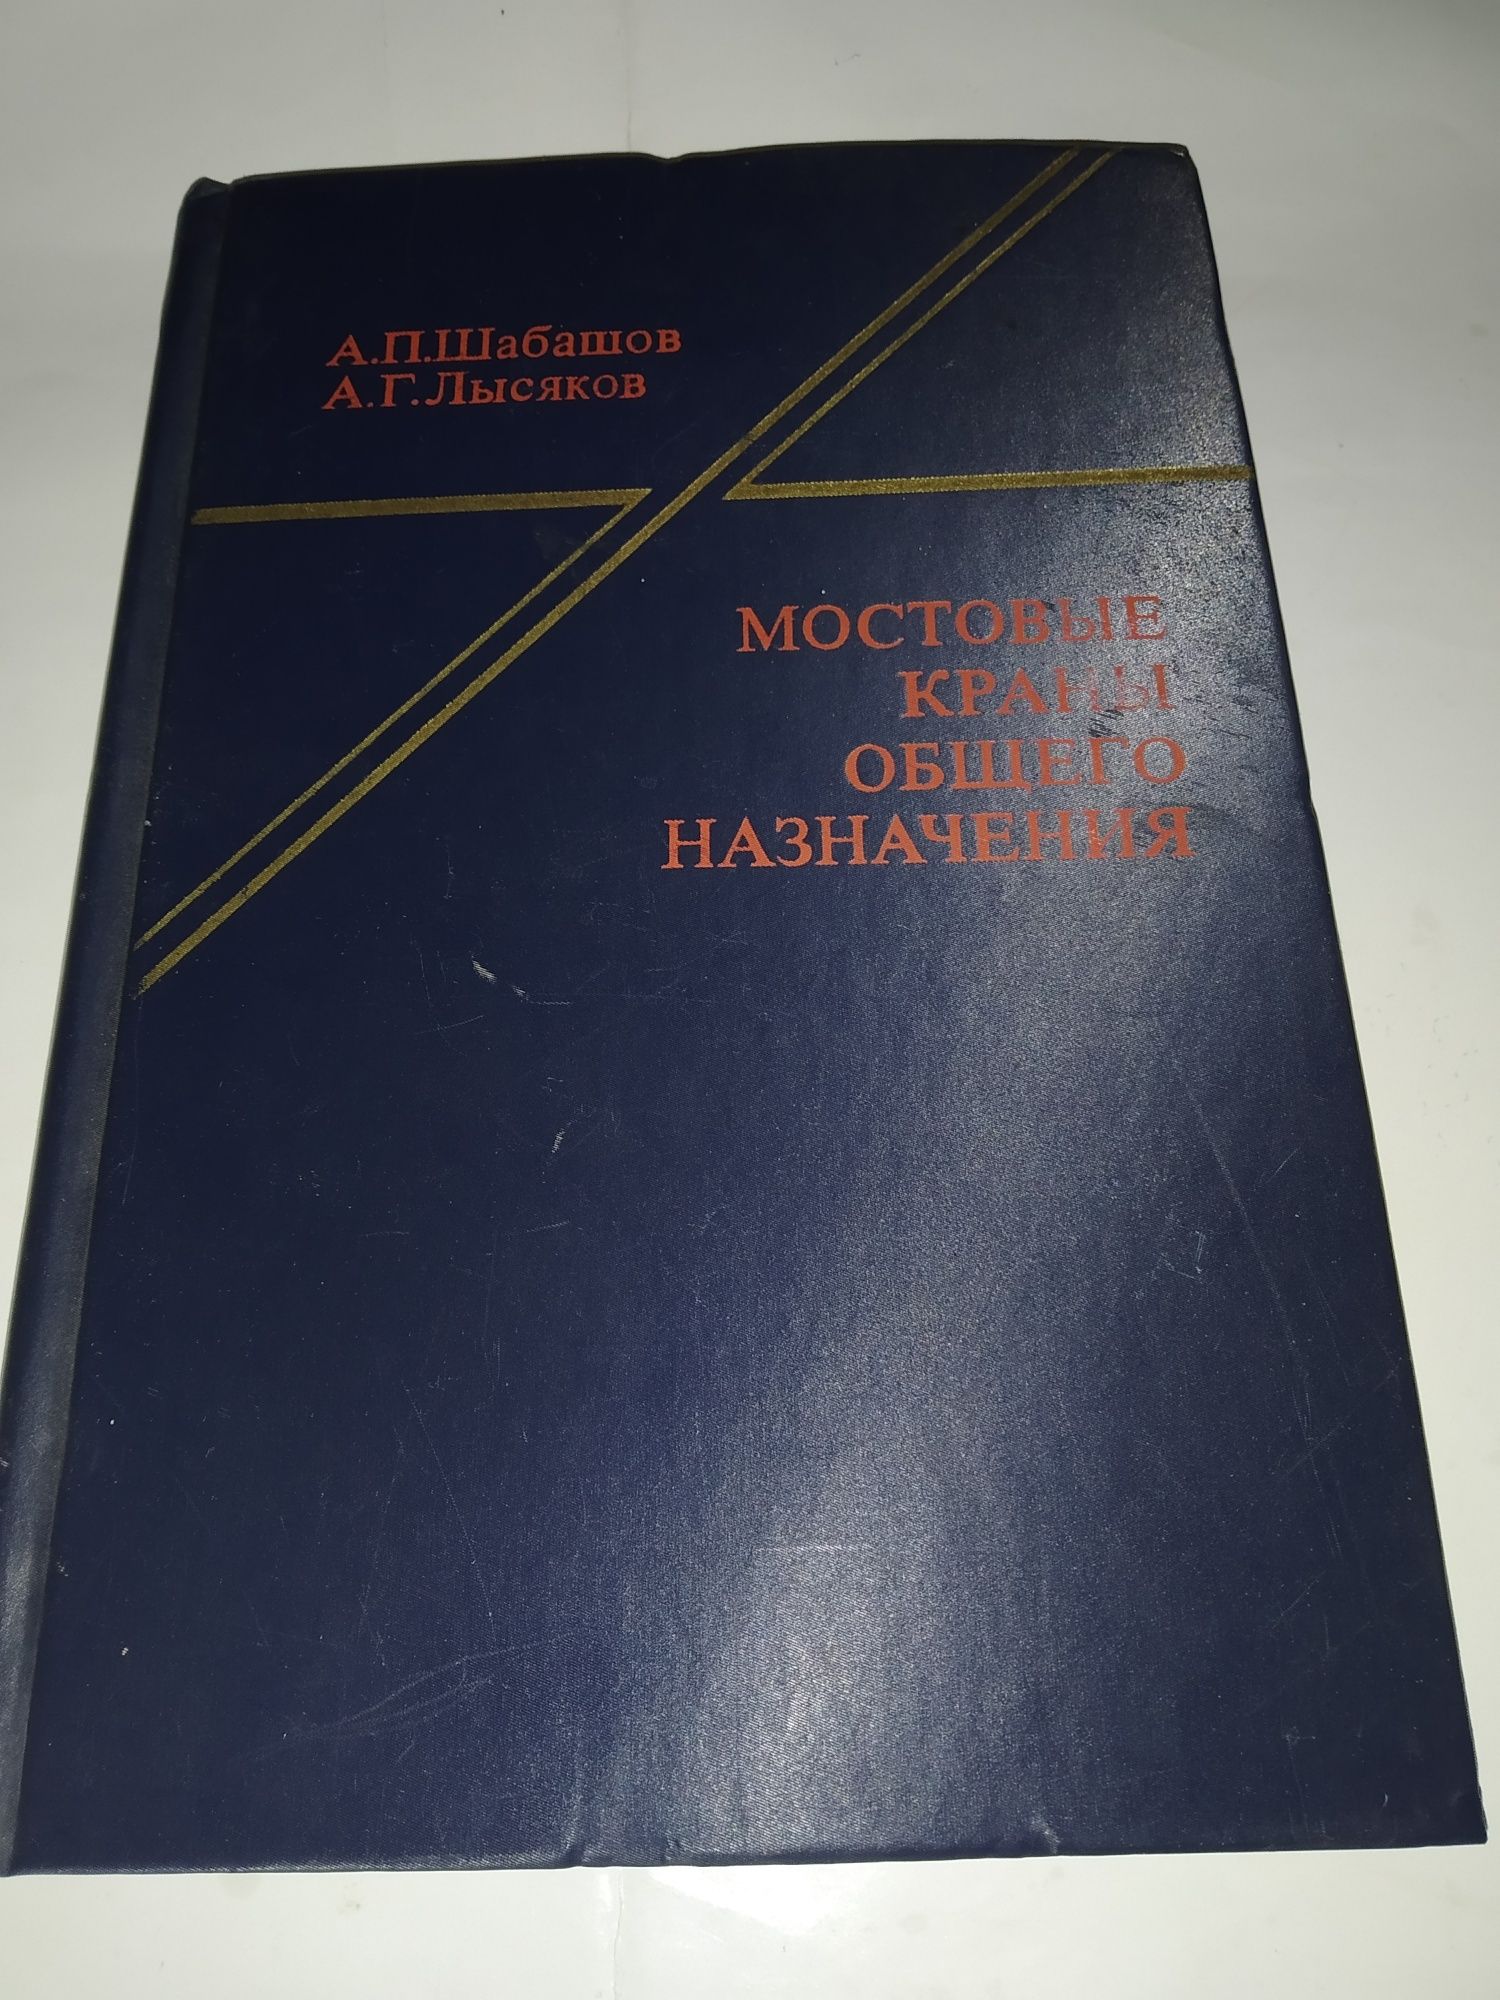 А.П.Шабашов
А.Г.Лысяков
МОСТОВЫЕ
КРАНЫ
ОБЩЕГО
НАЗНАЧЕНИЯ